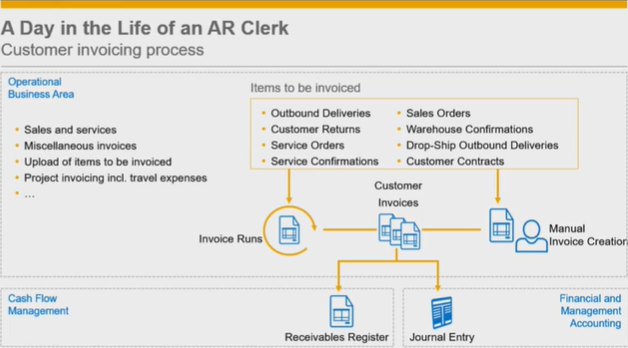 A Day in the Life of an AR Clerk
Customer invoicing process
Operational
Business Area
• Sales and services
• Miscellaneous invoices
• Upload of items to be invoiced
• Project invoicing incl. travel expenses
• ...
Items to be invoiced
• Outbound Deliveries
• Customer Returns
• Service Orders
• Service Confirmations
• Sales Orders
• Warehouse Confirmations
• Drop-Ship Outbound Deliveries
• Customer Contracts
Customer
Invoices
Invoice Runs
Manual
Invoice Creation
Cash Flow
Management
Receivables Register
Journal Entry
Financial and
Management
Accounting